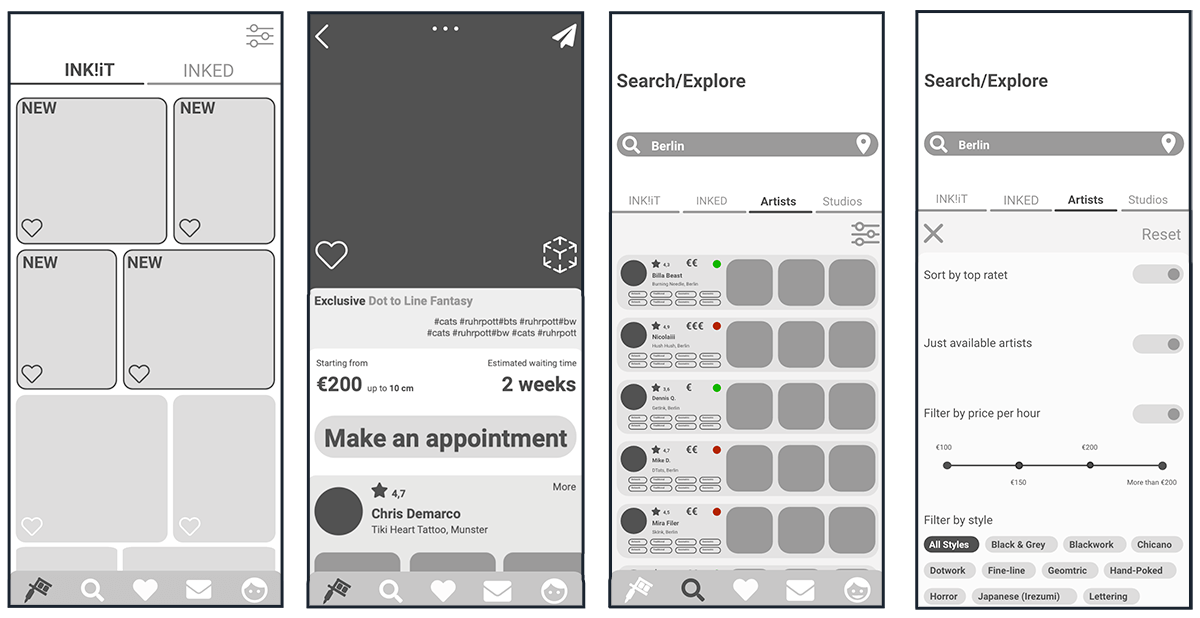 INK!iT INKED
NEW NEW
NEW NEW
Exclusive Dot to Line Fantasy
#cats #ruhrpott#bts #ruhrpott#bw
#cats #ruhrpott#bw #cats #ruhrpott
Starting from Estimated waiting time
€200 up to 10 cm 2 weeks
Make an appointment
4,7 More
Chris Demarco
Tiki Heart Tattoo, Munster
Search/Explore
Berlin
INK!iT INKED Artists Studios
4,3 €€
Billa Beast
Burning Needle, Berlin
4,9 €€€
Nicolaiii
Hush Hush, Berlin
3,6 €
Dennis Q.
Getink, Berlin
4,7 €€
Mike D.
DTats, Berlin
4,5 €€
Mira Filer
Skink, Berlin
Search/Explore
Berlin
INK!iT INKED Artists Studios
Reset
Sort by top ratet
Just available artists
Filter by price per hour
€100 €200
€150 More than €200
Filter by style
All Styles Black & Grey Blackwork Chicano
Dotwork Fine-line Geomtric Hand-Poked
Horror Japanese (Irezumi) Lettering